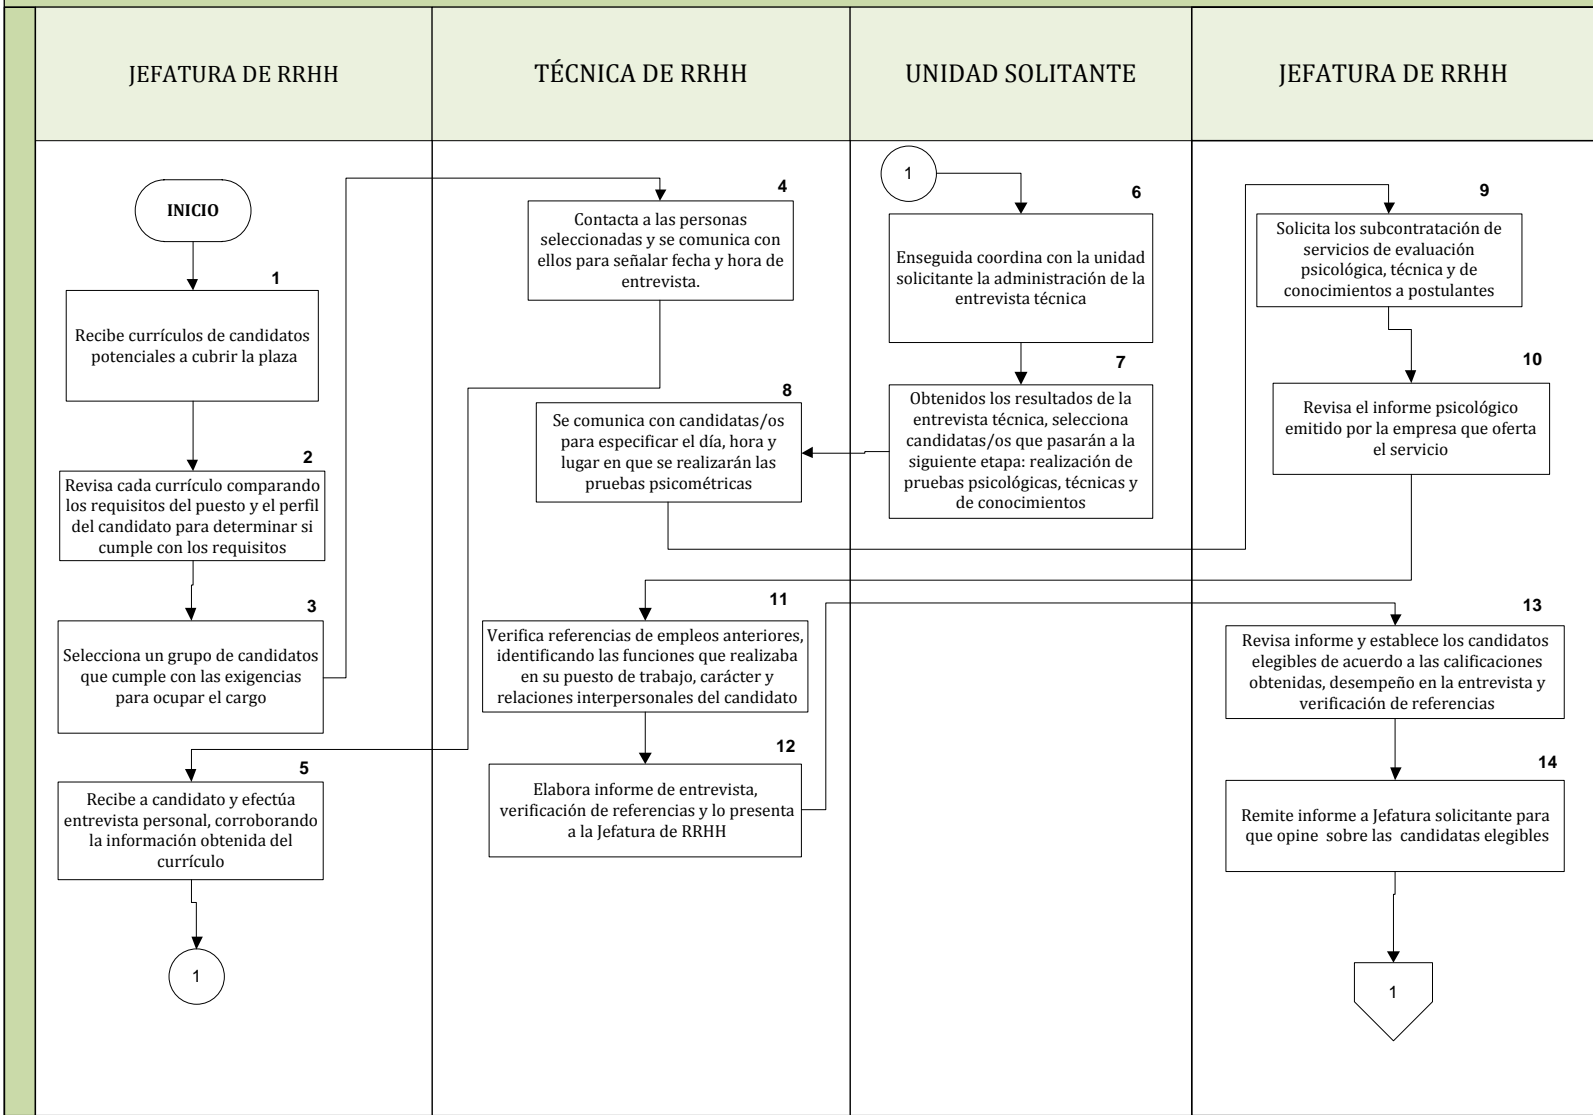 JEFATURA DE RRHH
TÉCNICA DE RRHH
UNIDAD SOLITANTE
JEFATURA DE RRHH
INICIO
1
Recibe currículos de candidatos
potenciales a cubrir la plaza
2
Revisa cada currículo comparando
los requisitos del puesto y el perfil
del candidato para determinar si
cumple con los requisitos
3
Selecciona un grupo de candidatos
que cumple con las exigencias
para ocupar el cargo
4
Contacta a las personas
seleccionadas y se comunica con
ellos para señalar fecha y hora de
entrevista.
5
Recibe a candidato y efectúa
entrevista personal, corroborando
la información obtenida del
currículo
1
1
6
Enseguida coordina con la unidad
solicitante la administración de la
entrevista técnica
7
Obtenidos los resultados de la
entrevista técnica, selecciona
candidatas/os que pasarán a la
siguiente etapa: realización de
pruebas psicológicas, técnicas y
de conocimientos
8
Se comunica con candidatas/os
para especificar el día, hora y
lugar en que se realizarán las
pruebas psicométricas
9
Solicita los subcontratación de
servicios de evaluación
psicológica, técnica y de
conocimientos a postulantes
10
Revisa el informe psicológico
emitido por la empresa que oferta
el servicio
11
Verifica referencias de empleos anteriores,
identificando las funciones que realizaba
en su puesto de trabajo, carácter y
relaciones interpersonales del candidato
12
Elabora informe de entrevista,
verificación de referencias y lo presenta
a la Jefatura de RRHH
13
Revisa informe y establece los candidatos
elegibles de acuerdo a las calificaciones
obtenidas, desempeño en la entrevista y
verificación de referencias
14
Remite informe a Jefatura solicitante para
que opine sobre las candidatas elegibles
1